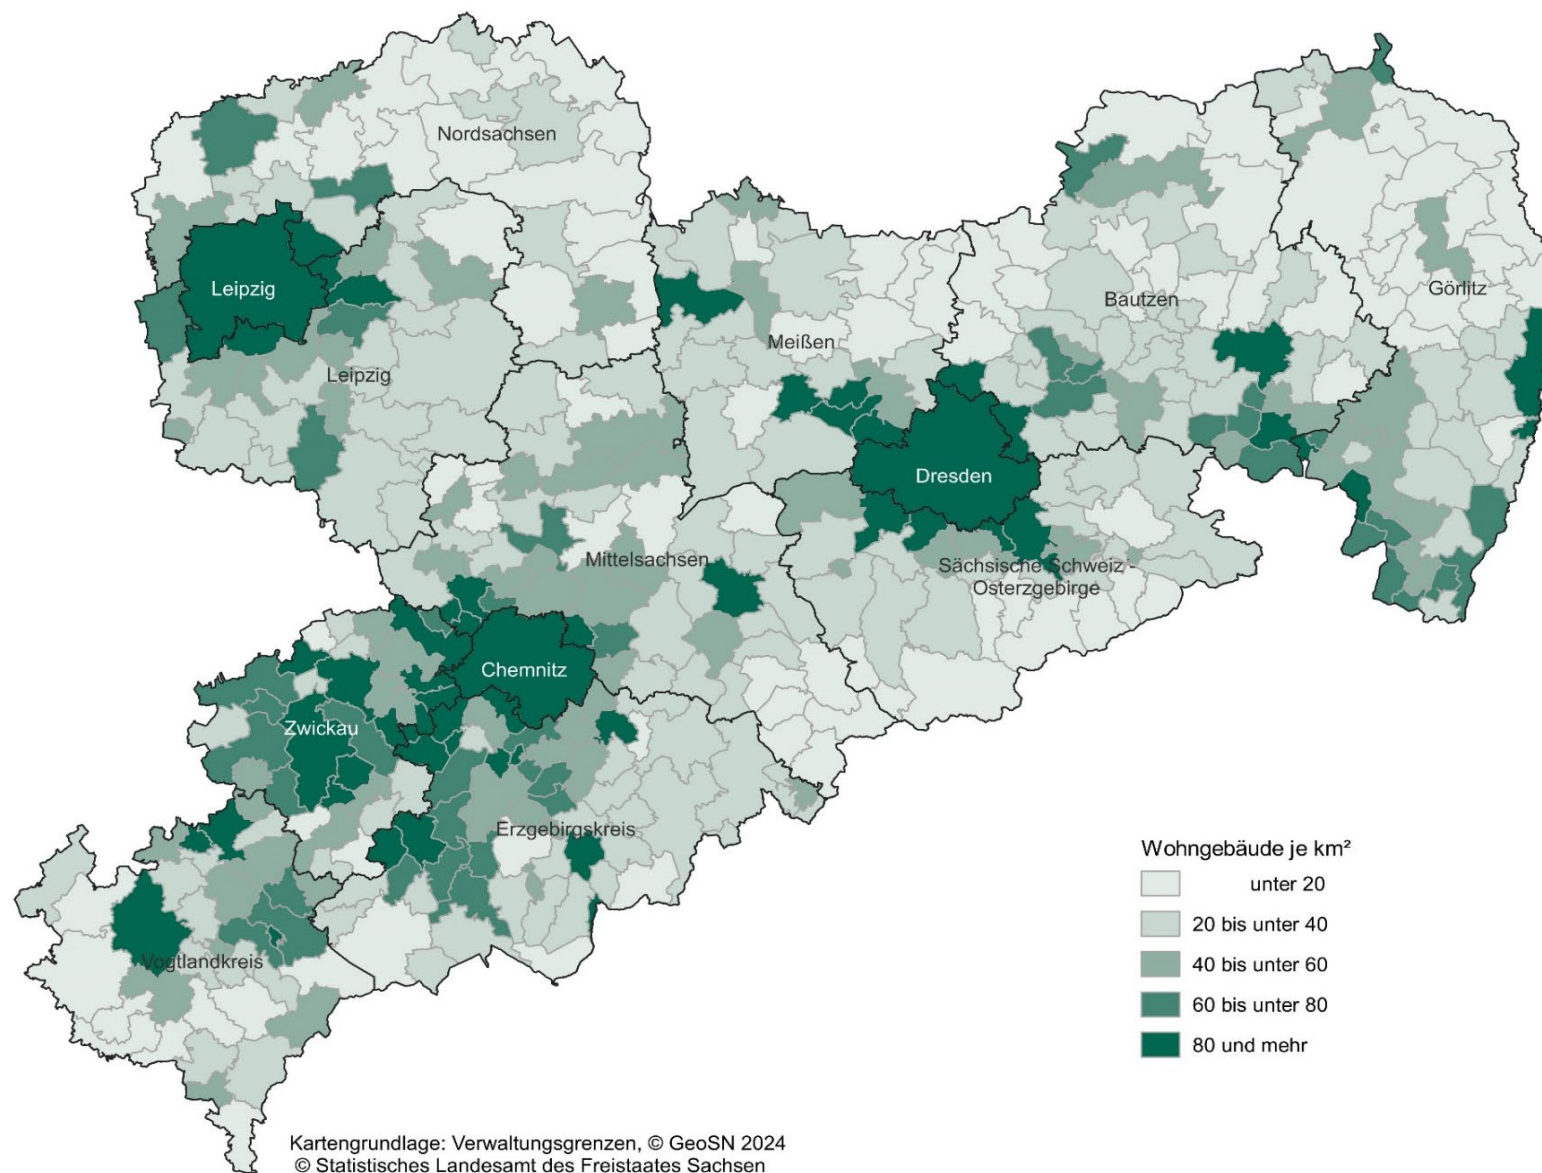 Nordsachsen
Leipzig
Bautzen
Görlitz
Meißen
Leipzig
Dresden
Mittelsachsen
Sächsische Schweiz -
Osterzgebirge
Chemnitz
Zwickau
Erzgebirgskreis
Vogtlandkreis
Wohngebäude je km²
unter 20
20 bis unter 40
40 bis unter 60
60 bis unter 80
80 und mehr
Kartengrundlage: Verwaltungsgrenzen, © GeoSN 2024
© Statistisches Landesamt des Freistaates Sachsen